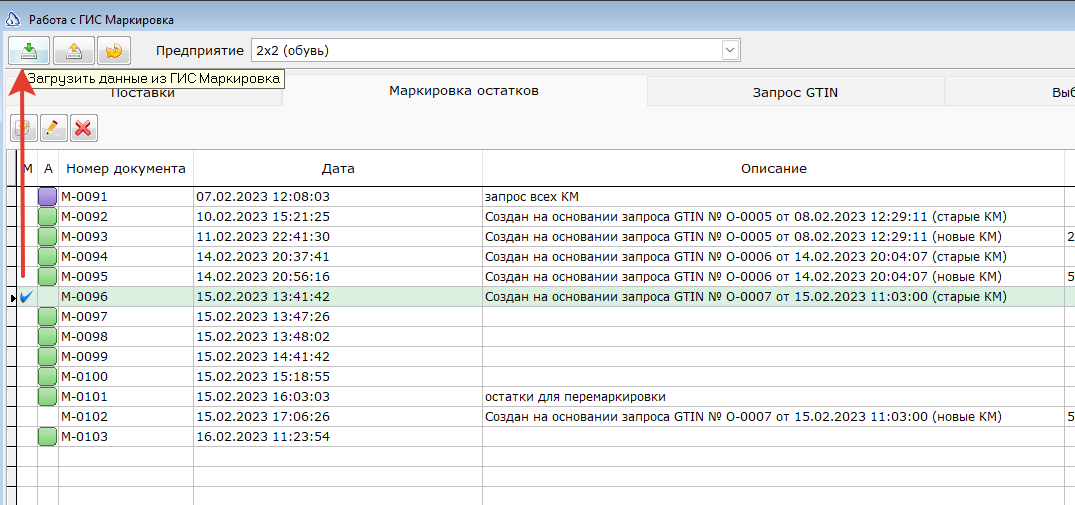 Работа с ГИС Маркировка
Предприятие 2x2 (обувь)
Загрузить данные из ГИС Маркировка
Поставки Маркировка остатков Запрос GTIN Выб
М А Номер документа Дата Описание
М-0091 07.02.2023 12:08:03 запрос всех КМ
М-0092 10.02.2023 15:21:25 Создан на основании запроса GTIN № О-0005 от 08.02.2023 12:29:11 (старые КМ)
М-0093 11.02.2023 22:41:30 Создан на основании запроса GTIN № О-0005 от 08.02.2023 12:29:11 (новые КМ) 2
М-0094 14.02.2023 20:37:41 Создан на основании запроса GTIN № О-0006 от 14.02.2023 20:04:07 (старые КМ)
М-0095 14.02.2023 20:56:16 Создан на основании запроса GTIN № О-0006 от 14.02.2023 20:04:07 (новые КМ) 5
М-0096 15.02.2023 13:41:42 Создан на основании запроса GTIN № О-0007 от 15.02.2023 11:03:00 (старые КМ)
М-0097 15.02.2023 13:47:26
М-0098 15.02.2023 13:48:02
М-0099 15.02.2023 14:41:42
М-0100 15.02.2023 15:18:55
М-0101 15.02.2023 16:03:03 остатки для перемаркировки
М-0102 15.02.2023 17:06:26 Создан на основании запроса GTIN № О-0007 от 15.02.2023 11:03:00 (новые КМ) 5
М-0103 16.02.2023 11:23:54